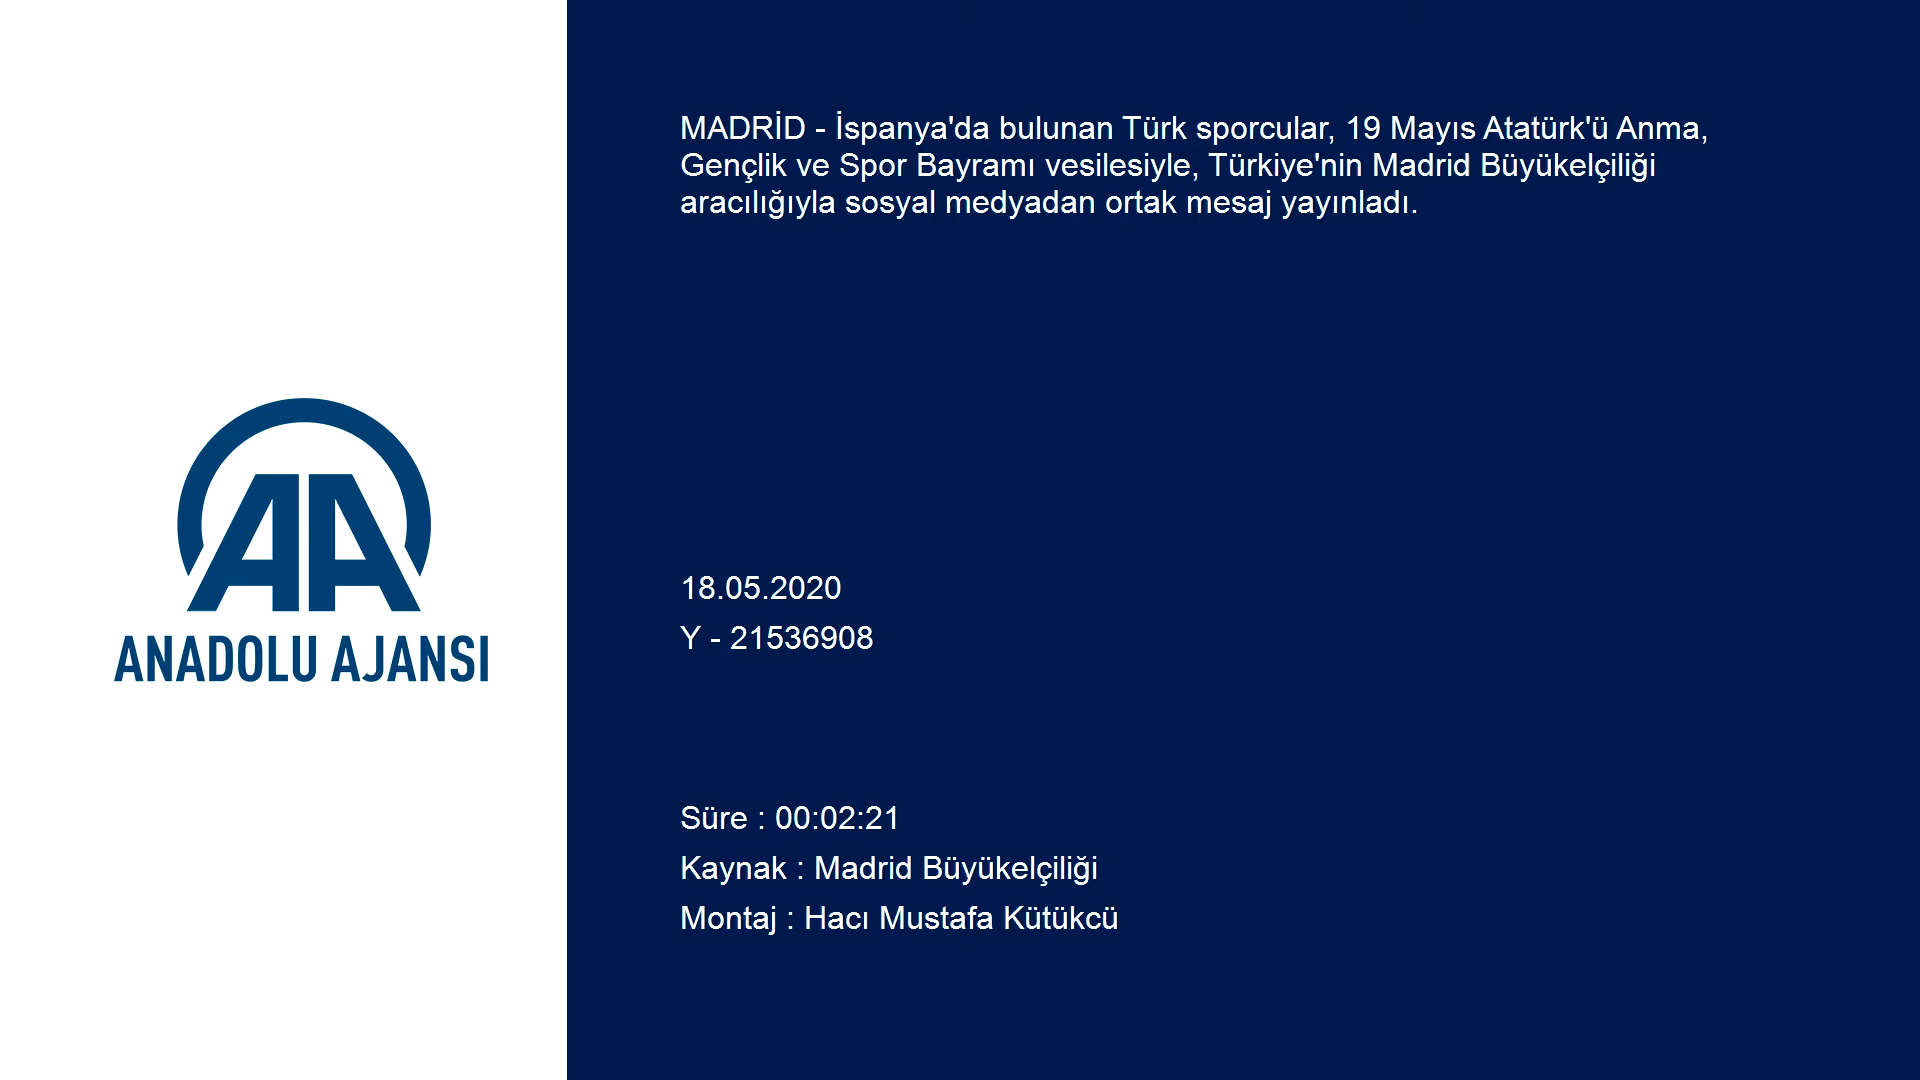 MADRİD - İspanya'da bulunan Türk sporcular, 19 Mayıs Atatürk'ü Anma,
Gençlik ve Spor Bayramı vesilesiyle, Türkiye'nin Madrid Büyükelçiliği
aracılığıyla sosyal medyadan ortak mesaj yayınladı.
AA
ANADOLU AJANSI
18.05.2020
Y - 21536908
Süre : 00:02:21
Kaynak : Madrid Büyükelçiliği
Montaj : Hacı Mustafa Kütükcü